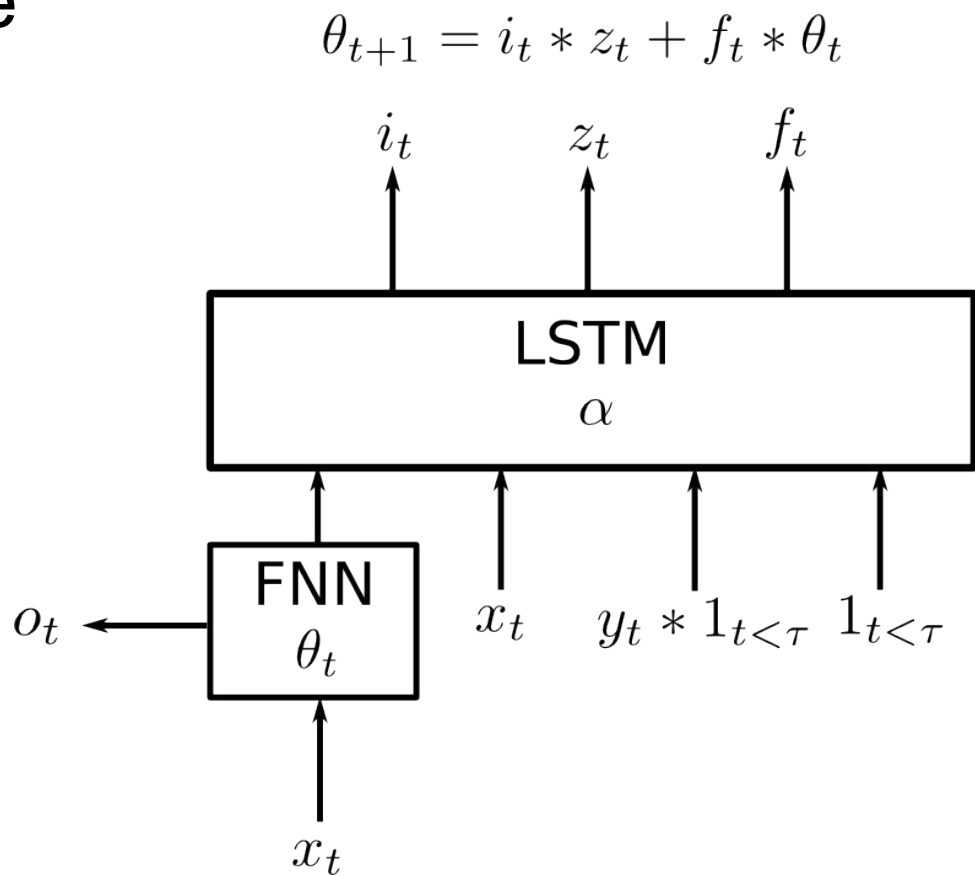 e
θ_{t+1} = i_t * z_t + f_t * θ_t
i_t z_t f_t
LSTM
α
FNN
θ_t
o_t
x_t y_t * 1_{t<τ} 1_{t<τ}
x_t